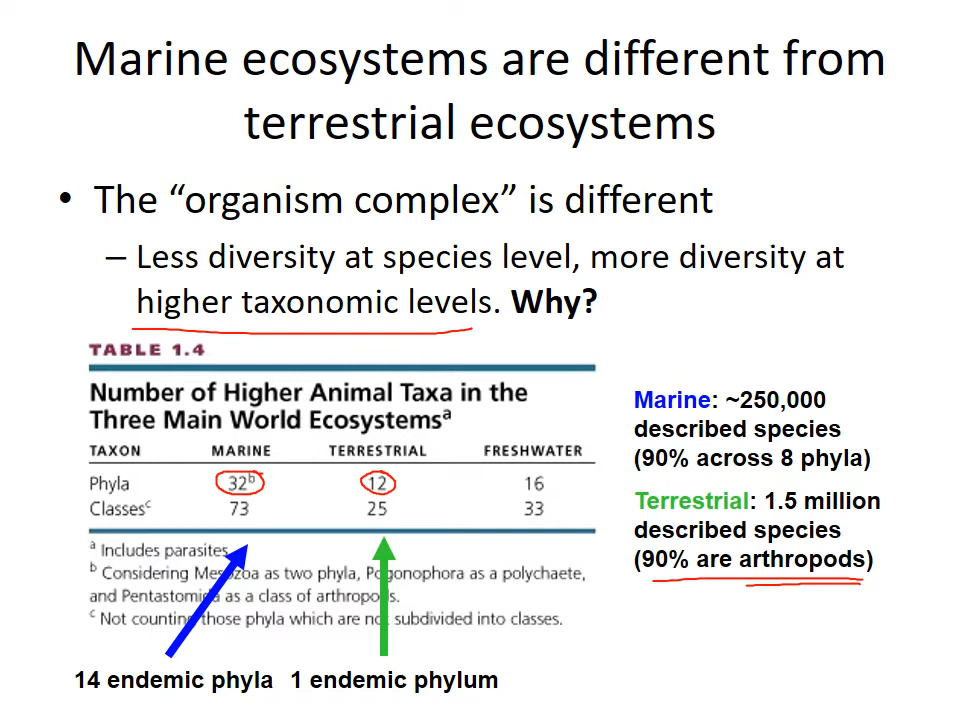 Marine ecosystems are different from
terrestrial ecosystems
• The “organism complex” is different
– Less diversity at species level, more diversity at
higher taxonomic levels. Why?
TABLE 1.4
Number of Higher Animal Taxa in the
Three Main World Ecosystemsa
TAXON MARINE TERRESTRIAL FRESHWATER
Phyla 32b 12 16
Classesc 73 25 33
a Includes parasites.
b Considering Mesozoa as two phyla, Pogonophora as a polychaete,
and Pentastomida as a class of arthropods.
c Not counting those phyla which are not subdivided into classes.
Marine: ~250,000
described species
(90% across 8 phyla)
Terrestrial: 1.5 million
described species
(90% are arthropods)
14 endemic phyla 1 endemic phylum